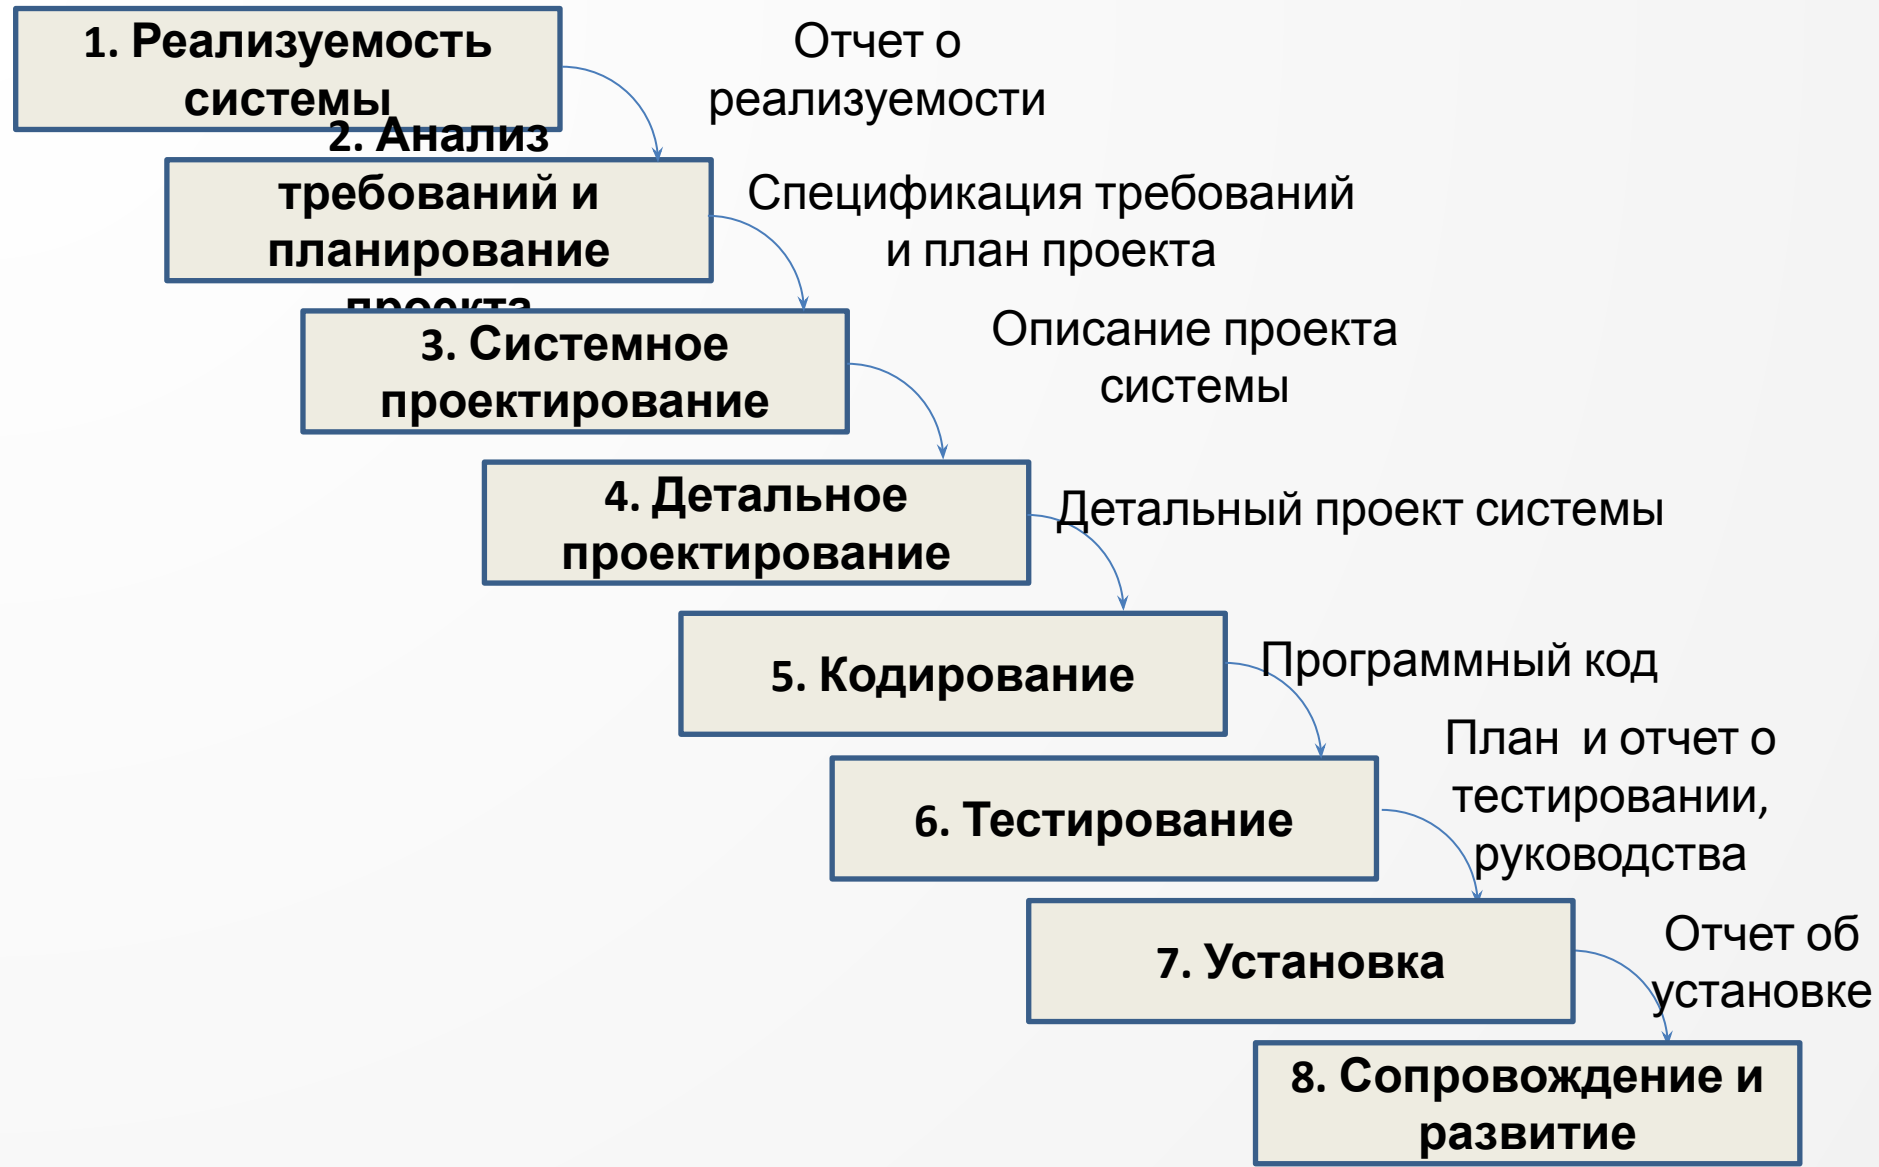 1. Реализуемость
системы
Отчет о
реализуемости
2. Анализ
требований и
планирование
проекта
Спецификация требований
и план проекта
3. Системное
проектирование
Описание проекта
системы
4. Детальное
проектирование
Детальный проект системы
5. Кодирование
Программный код
6. Тестирование
План и отчет о
тестировании,
руководства
7. Установка
Отчет об
установке
8. Сопровождение и
развитие